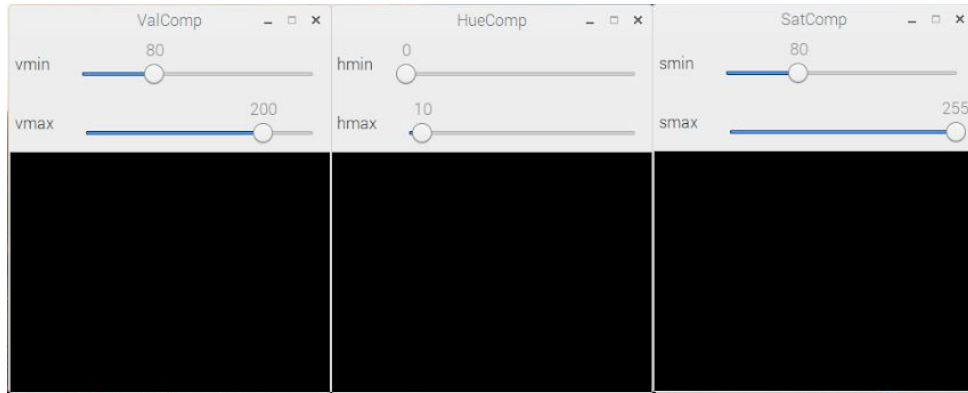 ValComp
80
vmin
200
vmax
HueComp
0
hmin
10
hmax
SatComp
80
smin
255
smax